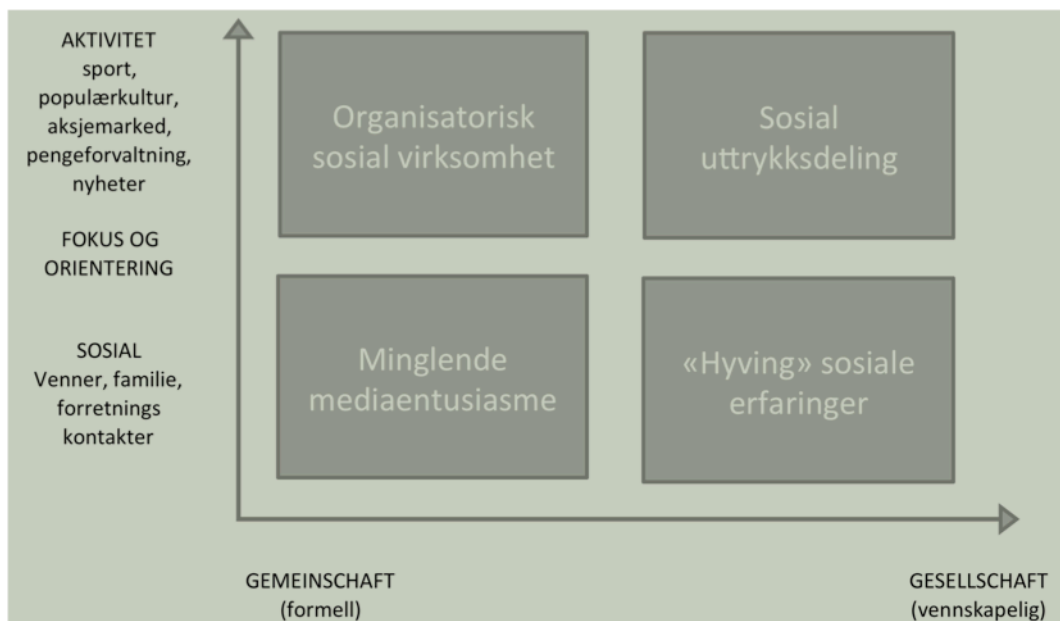 AKTIVITET
sport,
populærkultur,
aksjemarked,
pengeforvaltning,
nyheter
FOKUS OG
ORIENTERING
SOSIAL
Venner, familie,
forretnings
kontakter
Organisatorisk
sosial virksomhet
Sosial
uttrykksdeling
Minglende
mediaentusiasme
«Hyving» sosiale
erfaringer
GEMEINSCHAFT
(formell)
GESELLSCHAFT
(vennskapelig)